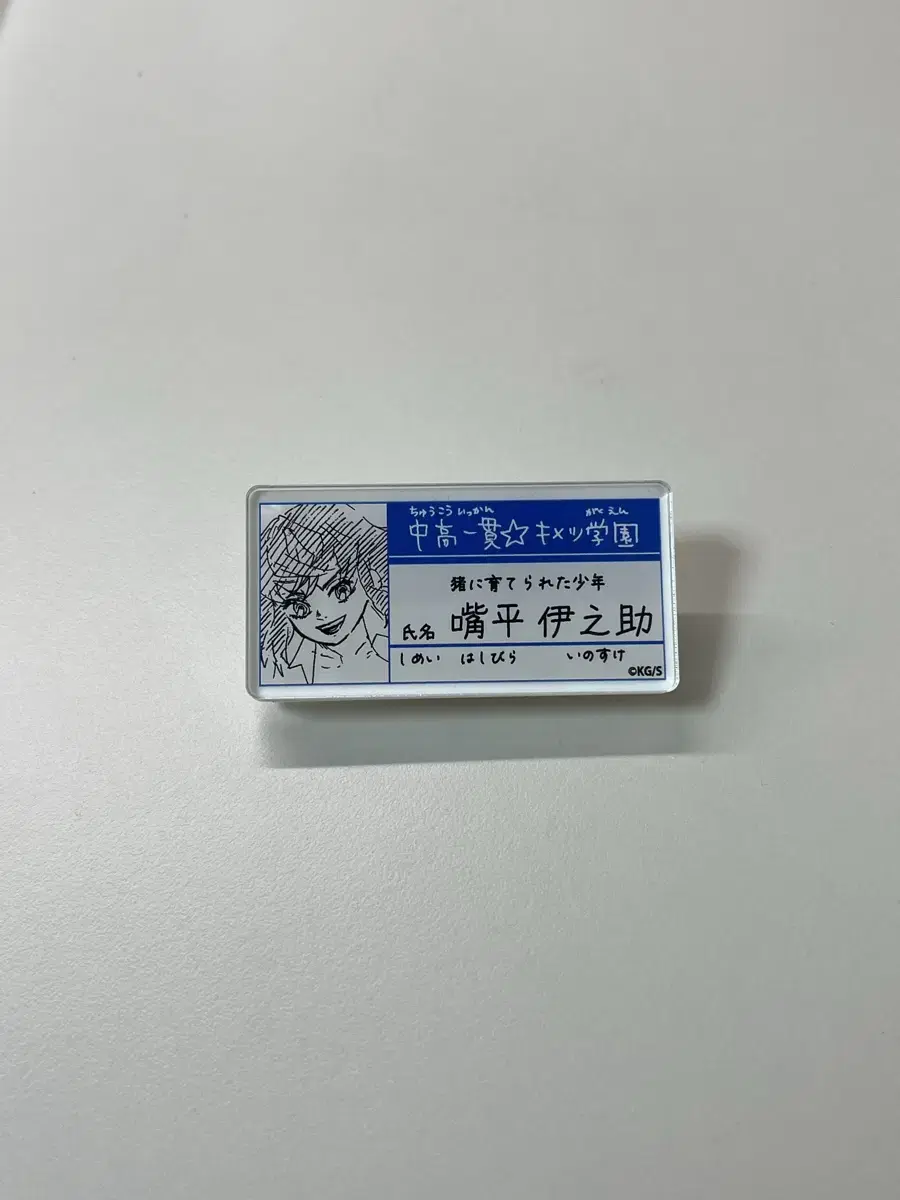 ちゅうこう いっかん がくえん
中高一貫☆キメツ学園
猪に育てられた少年
氏名 嘴平 伊之助
しめい はしびら いのすけ
©KG/S